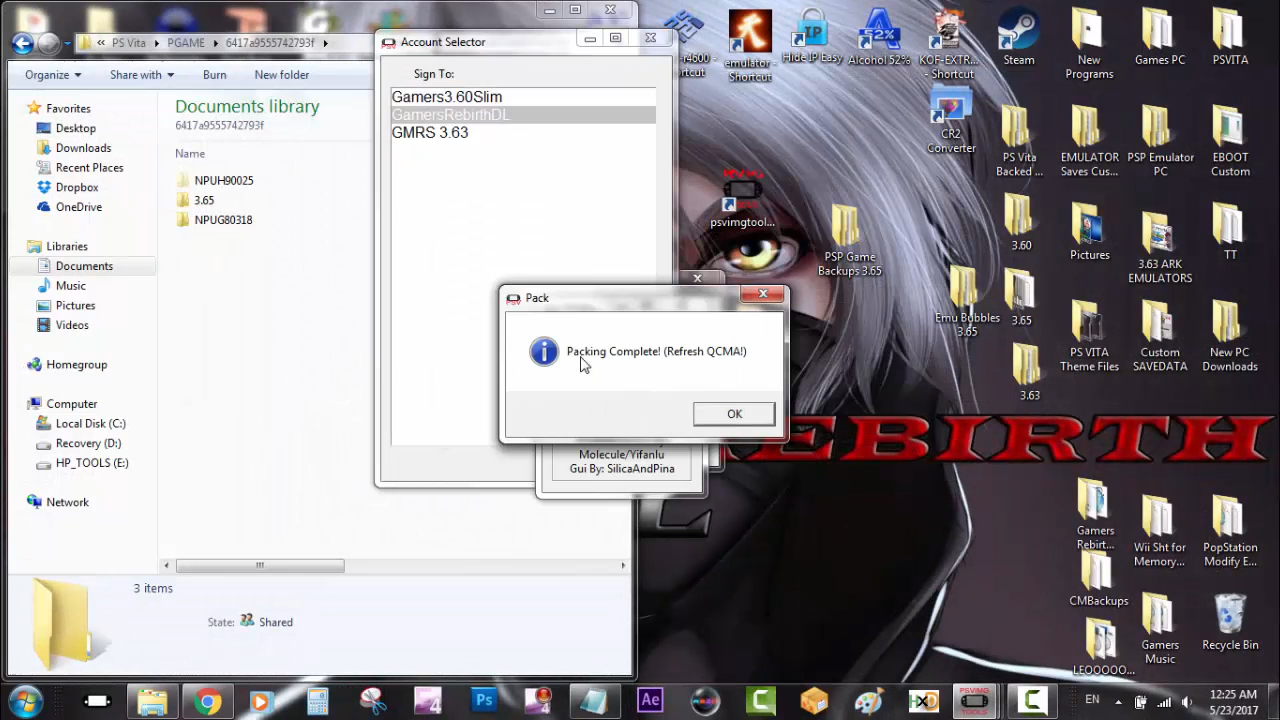 PS Vita
PGAME
6417a9555742793f
Organize
Share with
Burn
New folder
Favorites
Desktop
Downloads
Recent Places
Dropbox
OneDrive
Libraries
Documents
Music
Pictures
Videos
Homegroup
Computer
Local Disk (C:)
Recovery (D:)
HP_TOOLS (E:)
Network
Documents library
6417a9555742793f
Name
NPUH90025
3.65
NPUG80318
3 items
State:
Shared
Account Selector
Sign To:
Gamers3.60Slim
GamersRebirthDL
GMRS 3.63
Pack
Packing Complete! (Refresh QCMA!)
OK
Molecule/Yifanlu
Gui By: SilicaAndPina
emulator -
Shortcut
Hide IP Easy
Alcohol 52%
KOF-EXTR...
- Shortcut
Steam
New
Programs
Games PC
PSVITA
CR2
Converter
PS Vita
Backed ...
EMULATOR
Saves Cus...
PSP Emulator
PC
EBOOT
Custom
psvimgtool...
PSP Game
Backups 3.65
3.60
Pictures
3.63 ARK
EMULATORS
TT
Emu Bubbles
3.65
3.65
PS VITA
Theme Files
Custom
SAVEDATA
New PC
Downloads
3.63
EBIRTH
Gamers
Rebirt...
Wii Sht for
Memory...
PopStation
Modify E...
CMBackups
Gamers
Music
Recycle Bin
LEOOOOO...
Ps
Ae
HxD
PSVIMG
TOOLS
EN
12:25 AM
5/23/2017